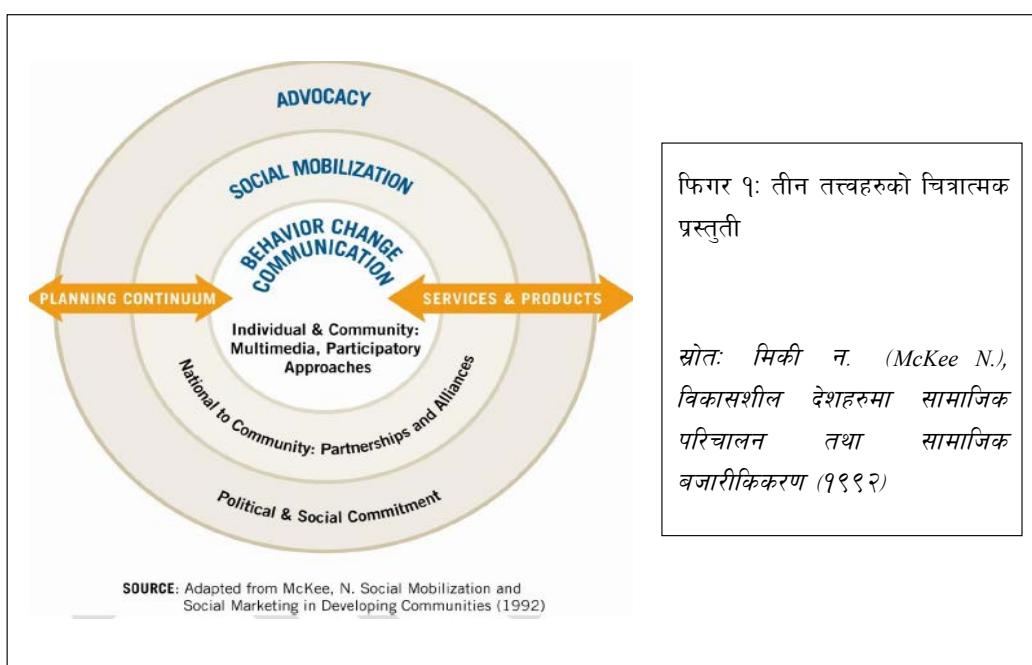 ADVOCACY
SOCIAL MOBILIZATION
BEHAVIOR CHANGE
COMMUNICATION
PLANNING CONTINUUM
SERVICES & PRODUCTS
Individual & Community:
Multimedia, Participatory
Approaches
National to Community: Partnerships and Alliances
Political & Social Commitment
SOURCE: Adapted from McKee, N. Social Mobilization and
Social Marketing in Developing Communities (1992)
फिगर १: तीन तत्त्वहरुको चित्रात्मक
प्रस्तुती
स्रोत: मिकी न. (McKee N.),
विकासशील देशहरुमा सामाजिक
परिचालन तथा सामाजिक
बजारीकिकरण (१९९२)